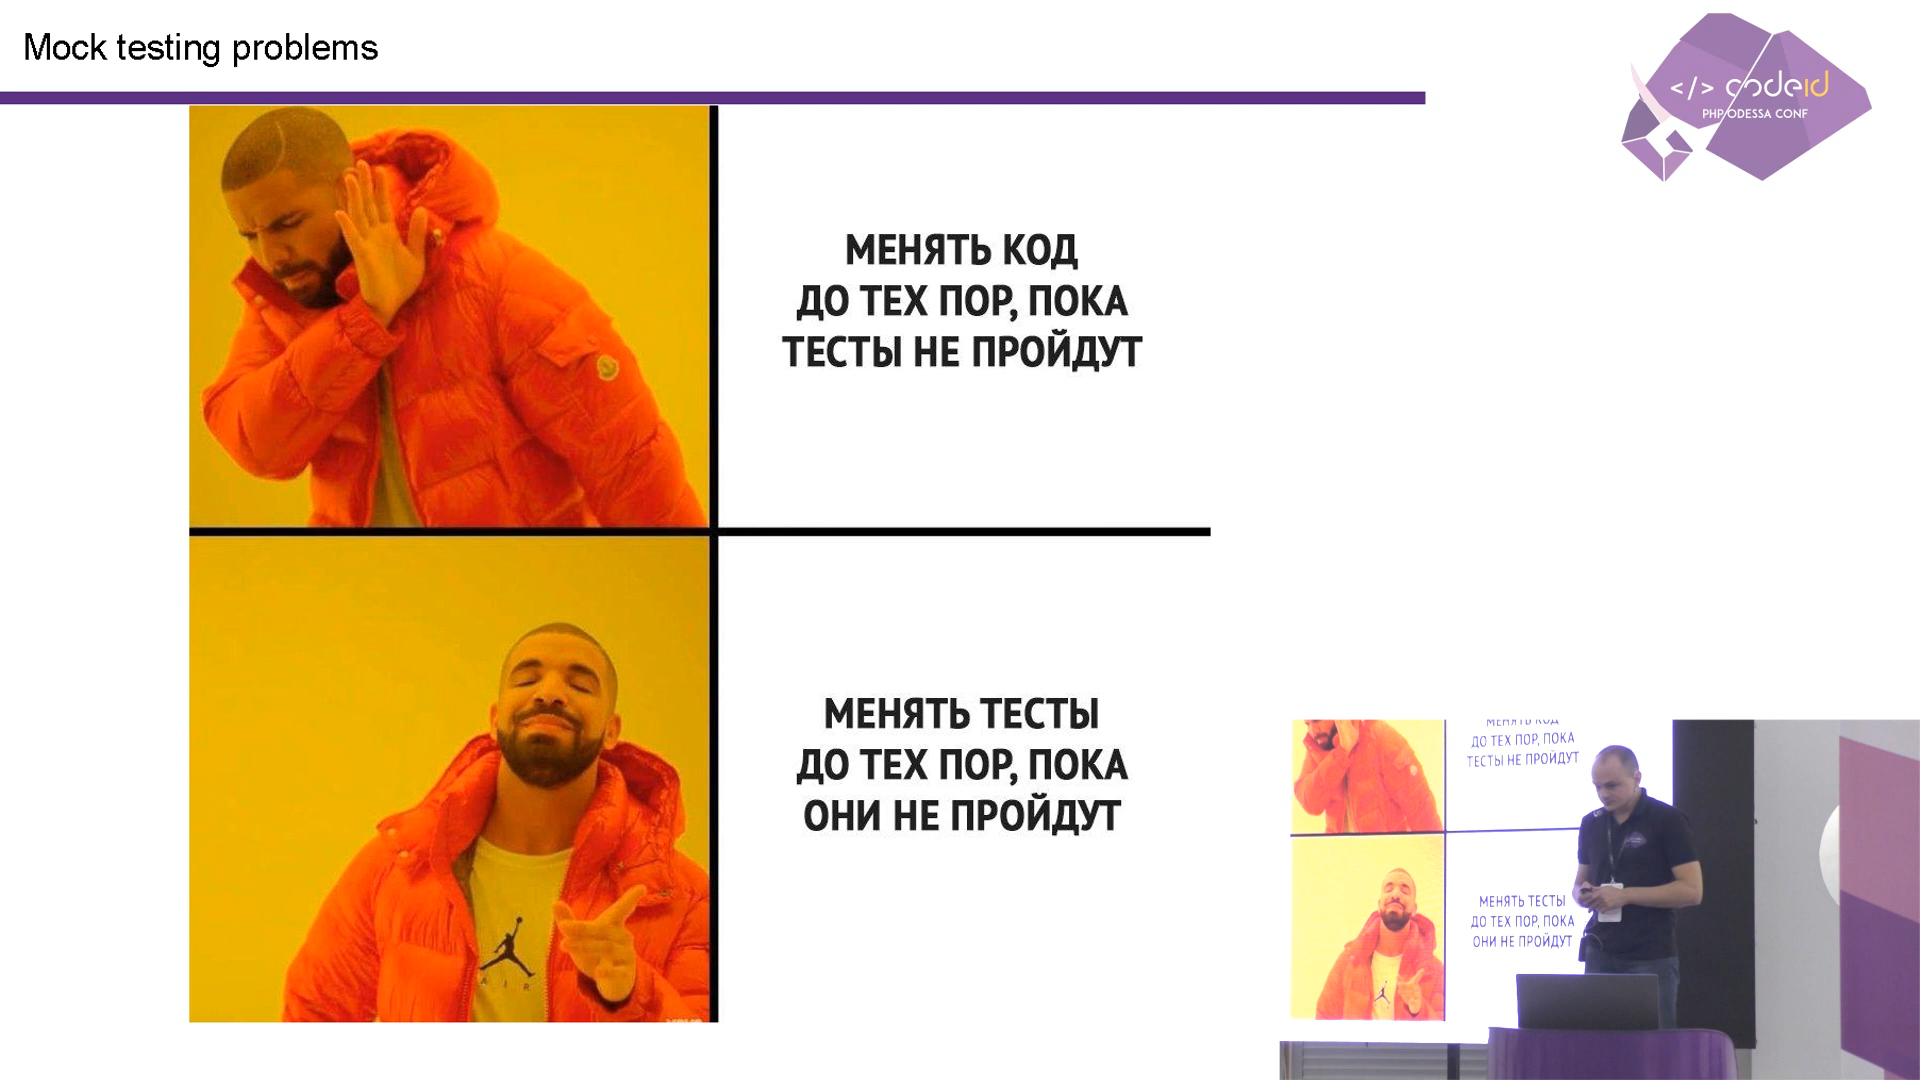 Mock testing problems
</> codeid
PHP ODESSA CONF
МЕНЯТЬ КОД
ДО ТЕХ ПОР, ПОКА
ТЕСТЫ НЕ ПРОЙДУТ
МЕНЯТЬ ТЕСТЫ
ДО ТЕХ ПОР, ПОКА
ОНИ НЕ ПРОЙДУТ
AIR
МЕНЯТЬ КОД
ДО ТЕХ ПОР, ПОКА
ТЕСТЫ НЕ ПРОЙДУТ
МЕНЯТЬ ТЕСТЫ
ДО ТЕХ ПОР, ПОКА
ОНИ НЕ ПРОЙДУТ